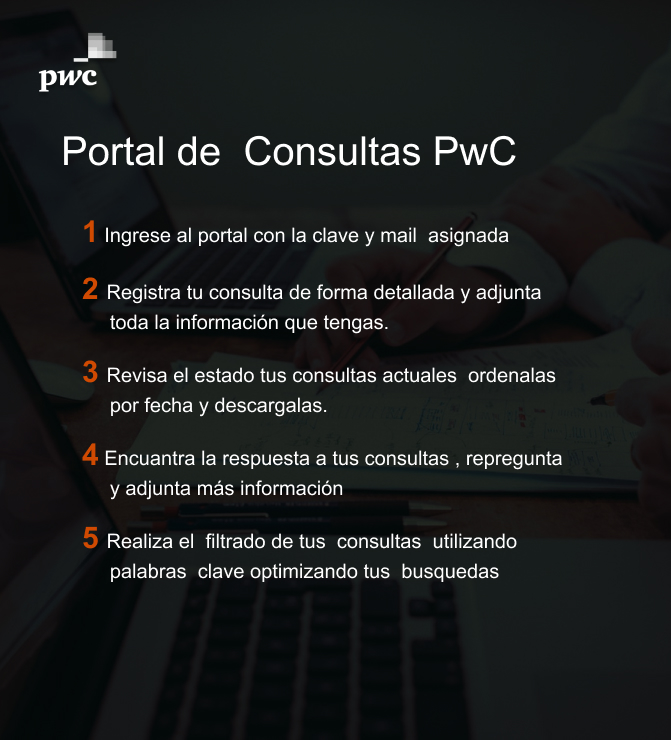 pwc
Portal de Consultas PwC
1 Ingrese al portal con la clave y mail asignada
2 Registra tu consulta de forma detallada y adjunta
toda la información que tengas.
3 Revisa el estado tus consultas actuales ordenalas
por fecha y descargalas.
4 Encuantra la respuesta a tus consultas , repregunta
y adjunta más información
5 Realiza el filtrado de tus consultas utilizando
palabras clave optimizando tus busquedas